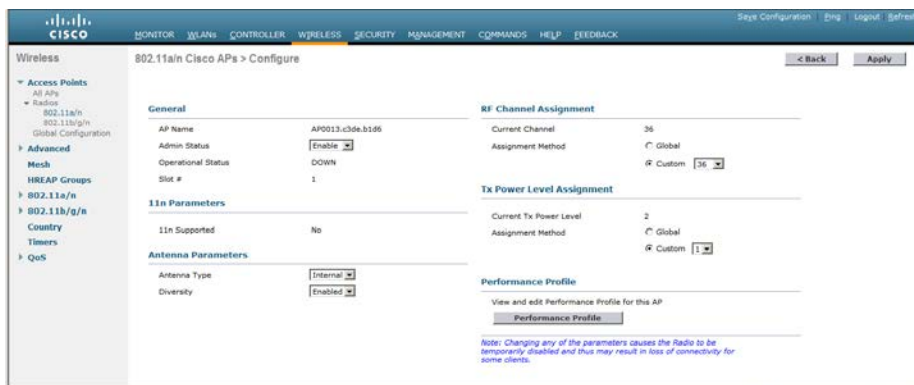 Save Configuration Ping Logout Refresh
CISCO
MONITOR WLANs CONTROLLER WIRELESS SECURITY MANAGEMENT COMMANDS HELP FEEDBACK
Wireless
802.11a/n Cisco APs > Configure
< Back
Apply
Access Points
All APs
Radios
802.11a/n
802.11b/g/n
Global Configuration
Advanced
Mesh
HREAP Groups
802.11a/n
802.11b/g/n
Country
Timers
QoS
General
AP Name AP0013.c3de.b1d6
Admin Status Enable
Operational Status DOWN
Slot # 1
11n Parameters
11n Supported No
Antenna Parameters
Antenna Type Internal
Diversity Enabled
RF Channel Assignment
Current Channel 36
Assignment Method Global
Custom 36
Tx Power Level Assignment
Current Tx Power Level 2
Assignment Method Global
Custom 1
Performance Profile
View and edit Performance Profile for this AP
Performance Profile
Note: Changing any of the parameters causes the Radio to be
temporarily disabled and thus may result in loss of connectivity for
some clients.